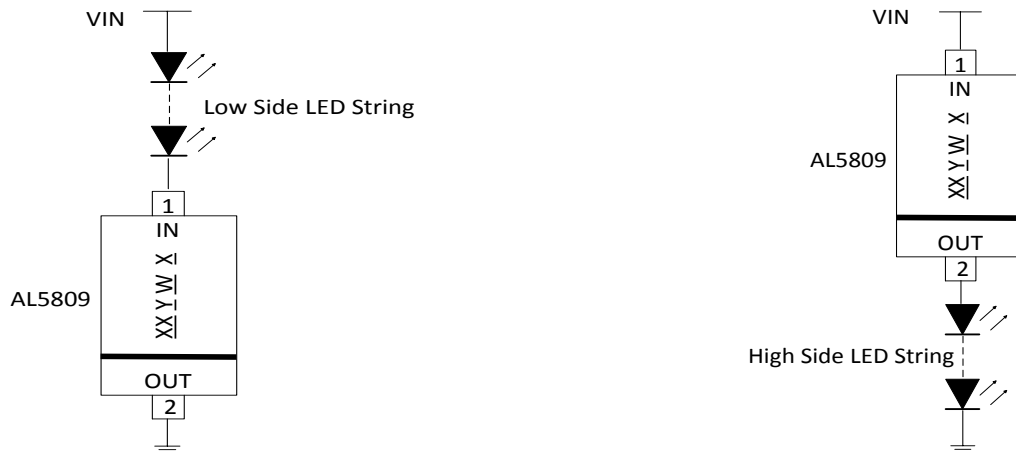 VIN
Low Side LED String
1
IN
XX Y W X
AL5809
OUT
2
VIN
1
IN
XX Y W X
AL5809
OUT
2
High Side LED String